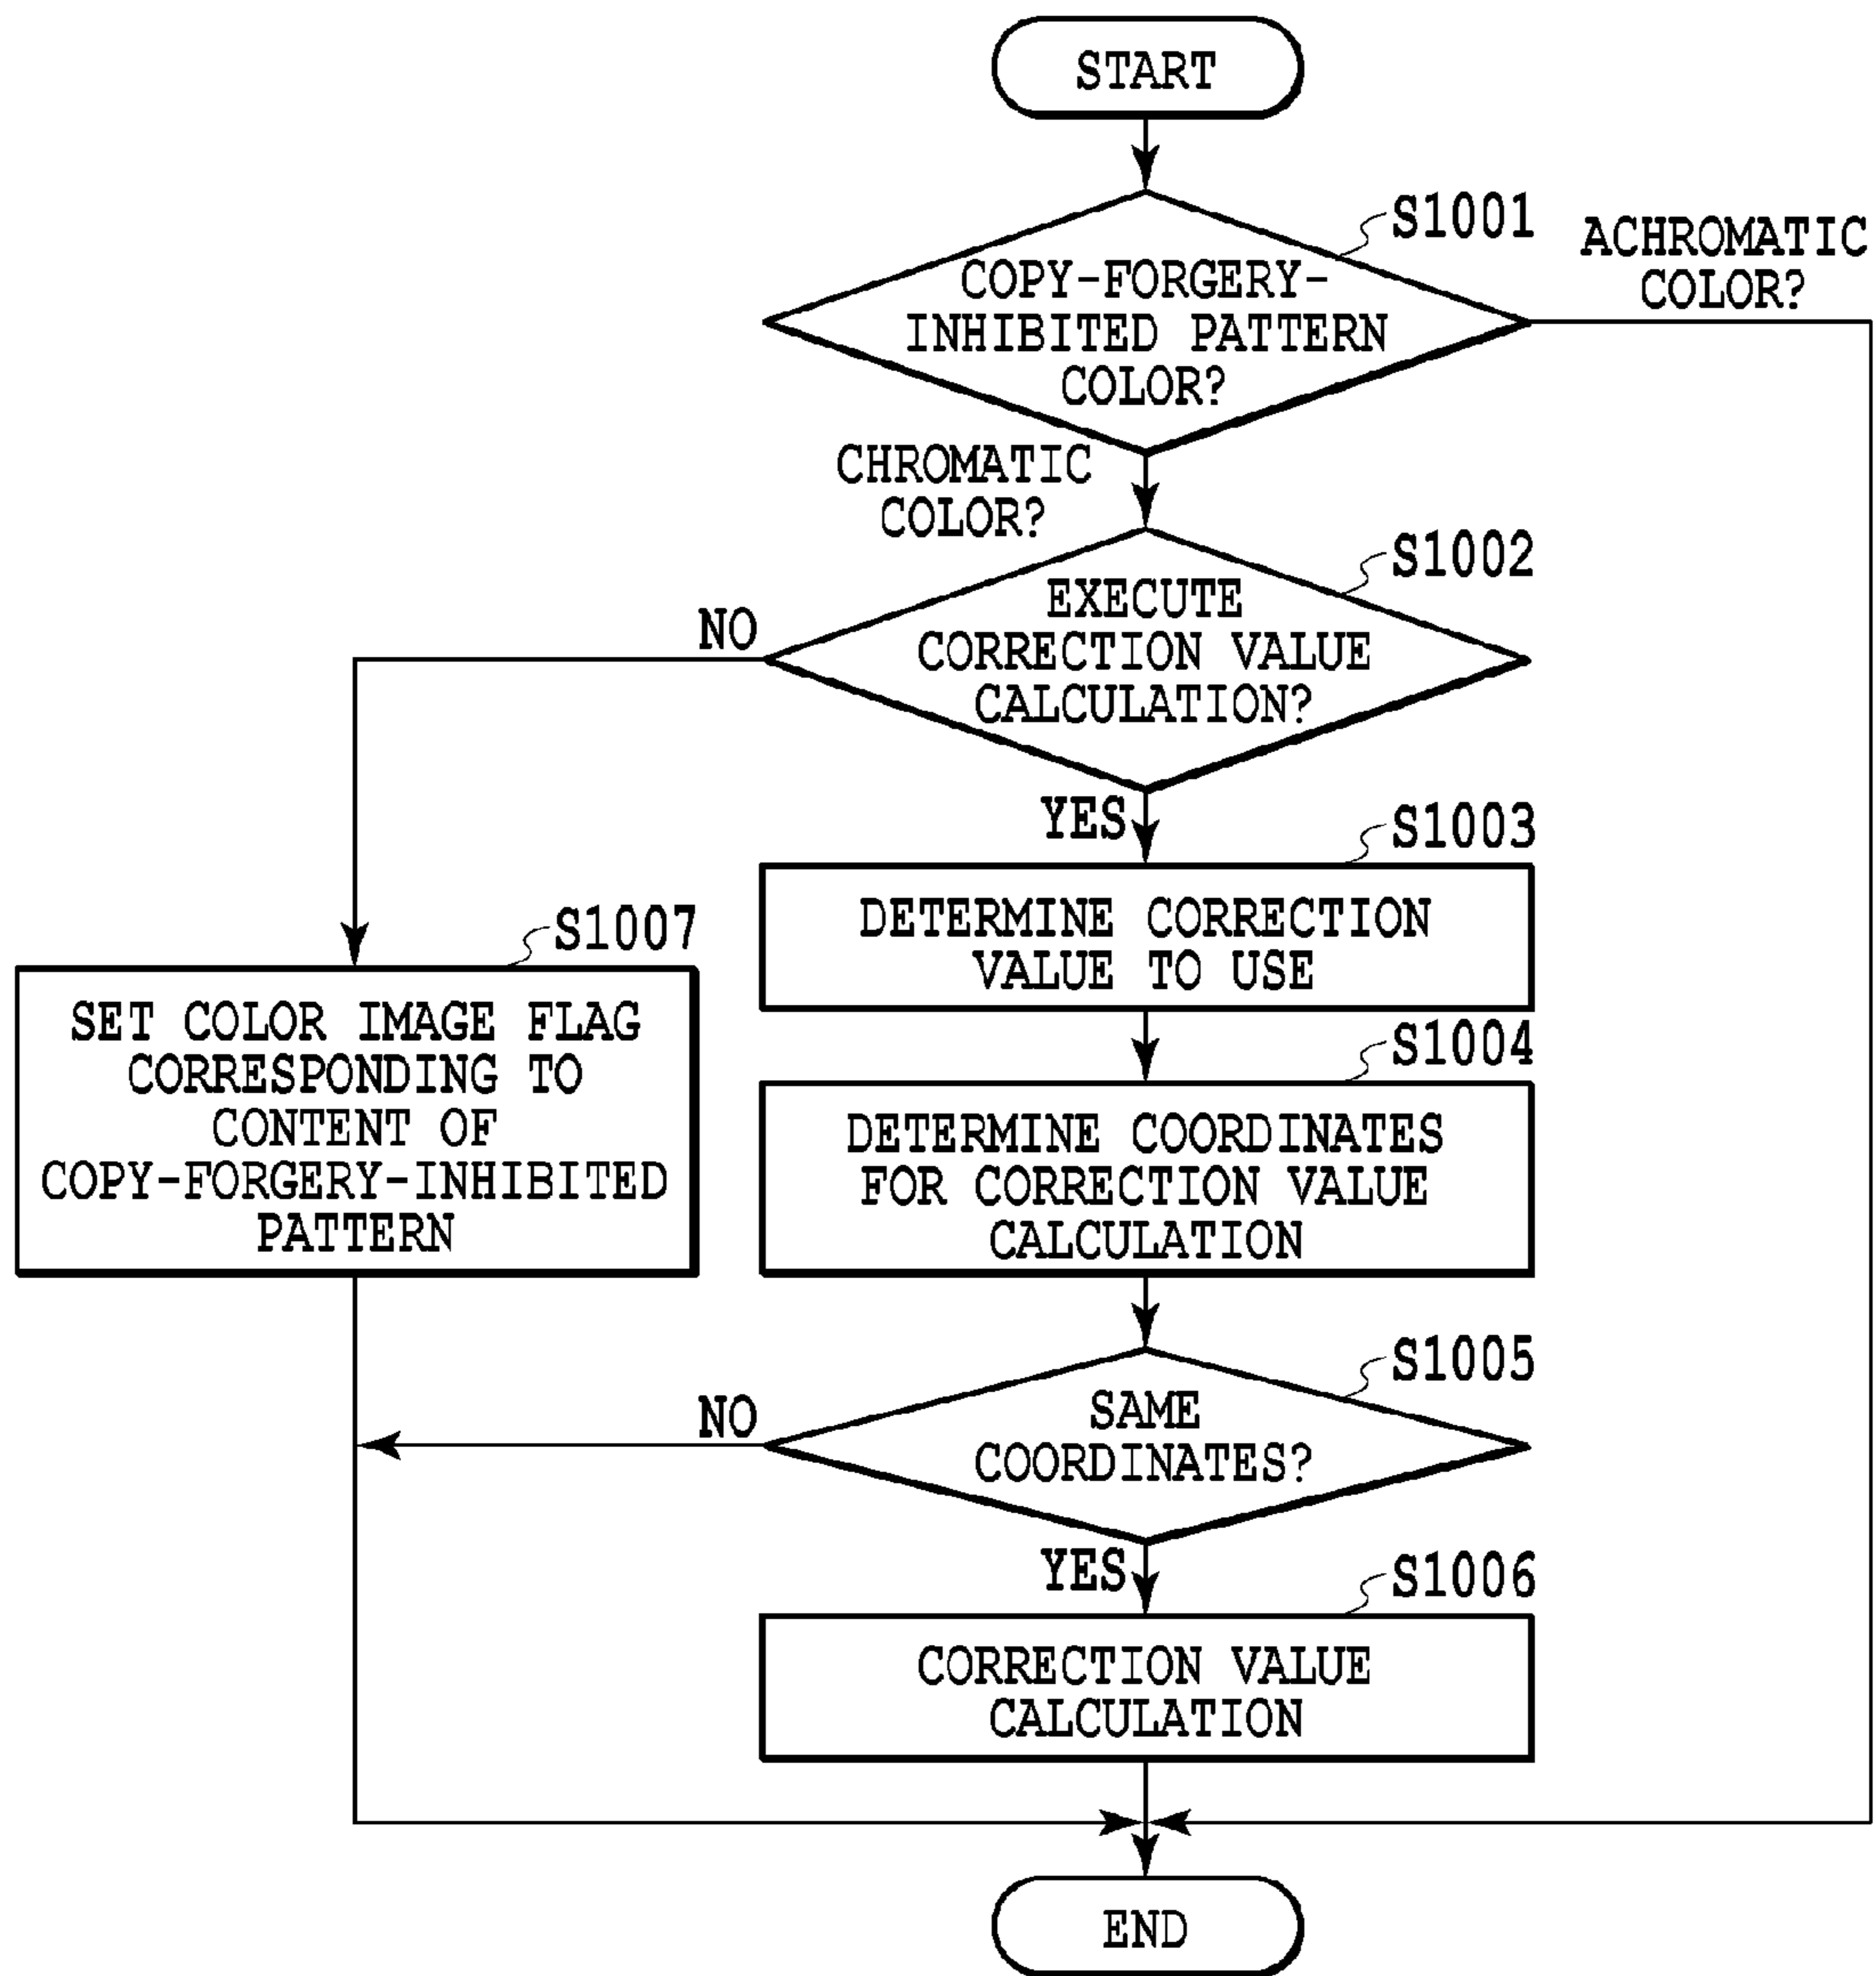 START
S1001
ACHROMATIC
COLOR?
COPY-FORGERY-
INHIBITED PATTERN
COLOR?
CHROMATIC
COLOR?
S1002
EXECUTE
CORRECTION VALUE
CALCULATION?
NO
YES
S1003
DETERMINE CORRECTION
VALUE TO USE
S1007
SET COLOR IMAGE FLAG
CORRESPONDING TO
CONTENT OF
COPY-FORGERY-INHIBITED
PATTERN
S1004
DETERMINE COORDINATES
FOR CORRECTION VALUE
CALCULATION
S1005
SAME
COORDINATES?
NO
YES
S1006
CORRECTION VALUE
CALCULATION
END